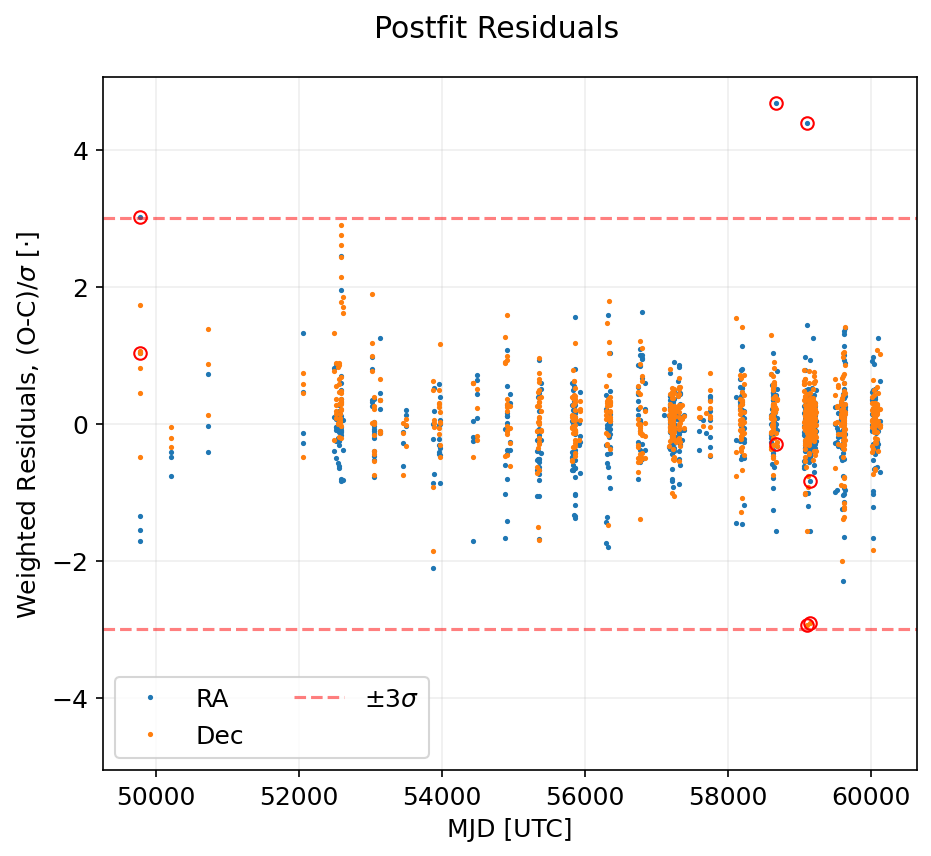 Postfit Residuals
Weighted Residuals, (O-C)/σ [·]
4
2
0
−2
−4
RA
Dec
±3σ
50000 52000 54000 56000 58000 60000
MJD [UTC]